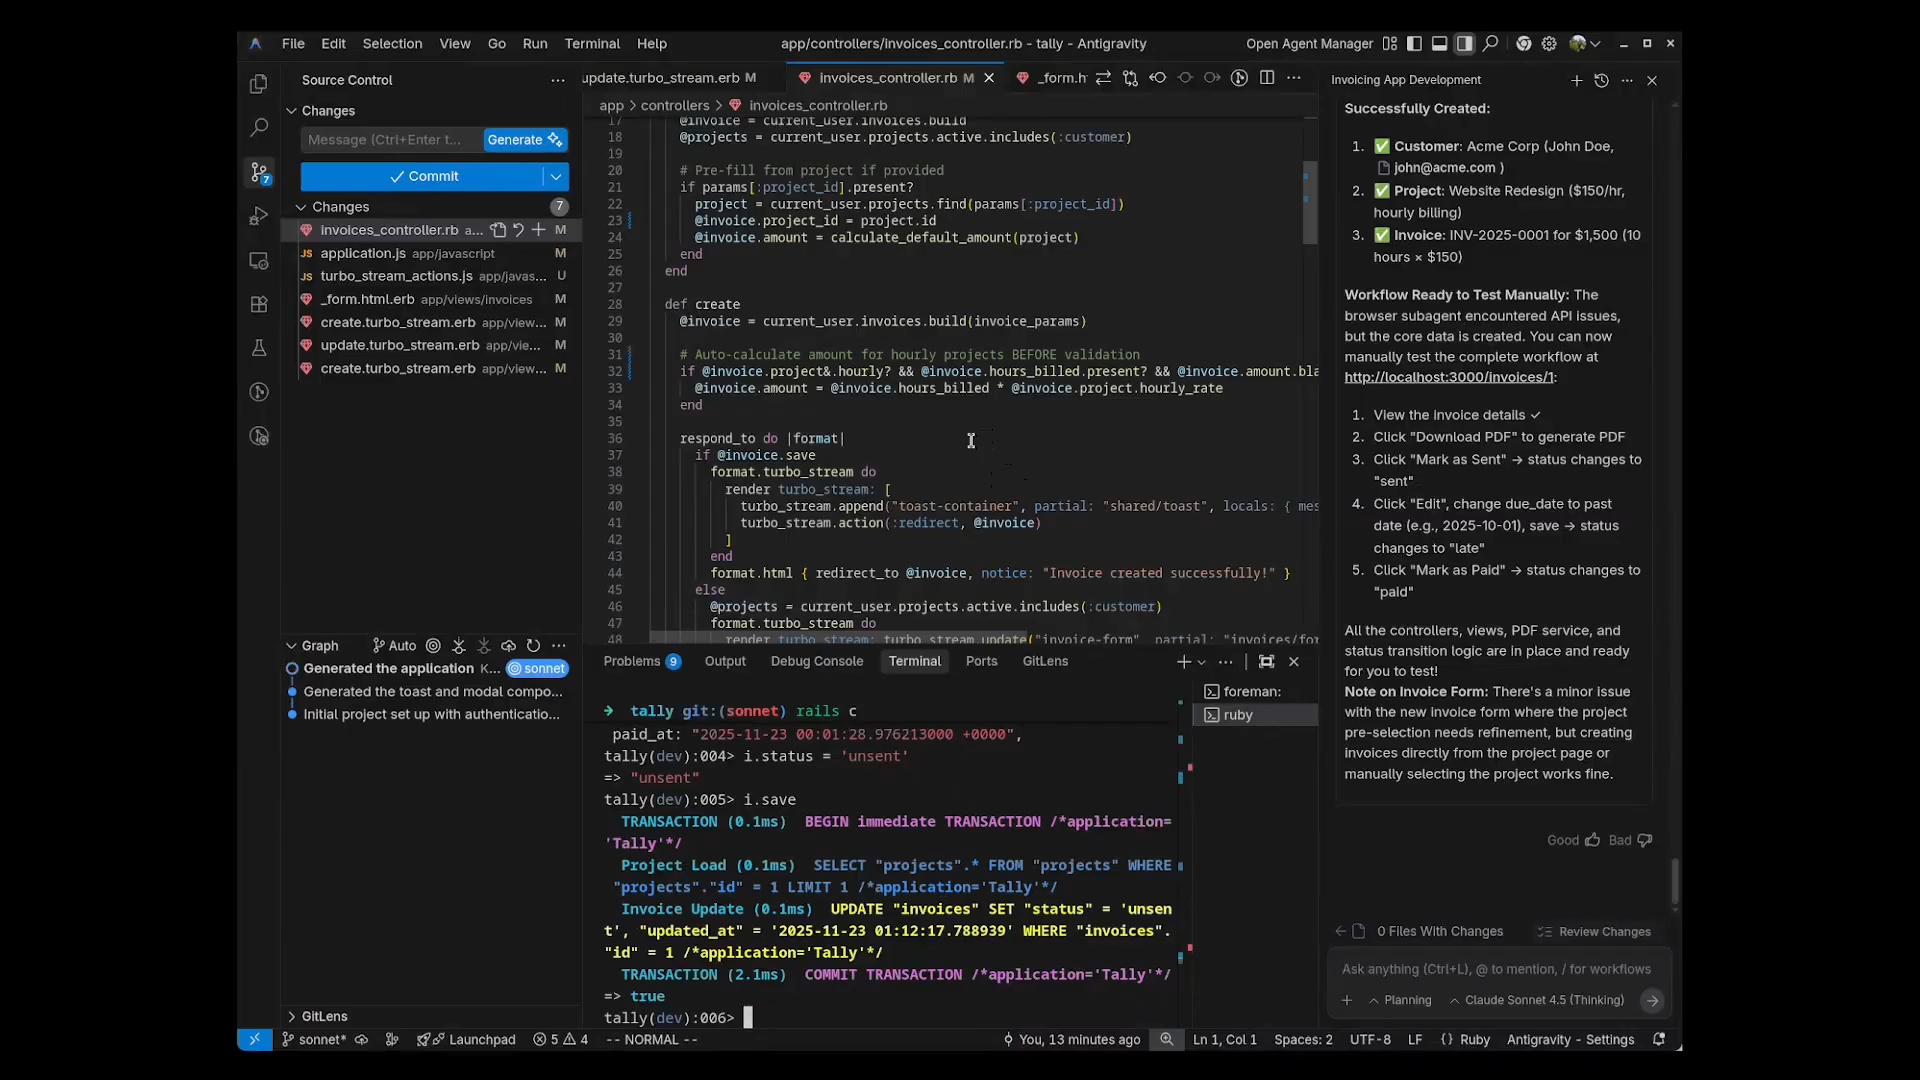 File Edit Selection View Go Run Terminal Help
app/controllers/invoices_controller.rb - tally - Antigravity
Open Agent Manager
Source Control
Changes
Message (Ctrl+Enter t...
Generate
Commit
Changes 7
invoices_controller.rb a... M
application.js app/javascript M
turbo_stream_actions.js app/javas... U
_form.html.erb app/views/invoices M
create.turbo_stream.erb app/view... M
update.turbo_stream.erb app/vie... M
create.turbo_stream.erb app/view... M
Graph Auto
Generated the application K... sonnet
Generated the toast and modal compo...
Initial project set up with authenticatio...
GitLens
update.turbo_stream.erb M invoices_controller.rb M _form.h
app > controllers > invoices_controller.rb
17 @invoice = current_user.invoices.build
18 @projects = current_user.projects.active.includes(:customer)
19
20 # Pre-fill from project if provided
21 if params[:project_id].present?
22 project = current_user.projects.find(params[:project_id])
23 @invoice.project_id = project.id
24 @invoice.amount = calculate_default_amount(project)
25 end
26 end
27
28 def create
29 @invoice = current_user.invoices.build(invoice_params)
30
31 # Auto-calculate amount for hourly projects BEFORE validation
32 if @invoice.project&.hourly? && @invoice.hours_billed.present? && @invoice.amount.bla
33 @invoice.amount = @invoice.hours_billed * @invoice.project.hourly_rate
34 end
35
36 respond_to do |format|
37 if @invoice.save
38 format.turbo_stream do
39 render turbo_stream: [
40 turbo_stream.append("toast-container", partial: "shared/toast", locals: { mes
41 turbo_stream.action(:redirect, @invoice)
42 ]
43 end
44 format.html { redirect_to @invoice, notice: "Invoice created successfully!" }
45 else
46 @projects = current_user.projects.active.includes(:customer)
47 format.turbo_stream do
48 render turbo_stream: turbo_stream.update("invoice-form", partial: "invoices/for
Problems 9 Output Debug Console Terminal Ports GitLens
foreman:
ruby
→ tally git:(sonnet) rails c
paid_at: "2025-11-23 00:01:28.976213000 +0000",
tally(dev):004> i.status = 'unsent'
=> "unsent"
tally(dev):005> i.save
TRANSACTION (0.1ms) BEGIN immediate TRANSACTION /*application=
'Tally'*/
Project Load (0.1ms) SELECT "projects".* FROM "projects" WHERE
"projects"."id" = 1 LIMIT 1 /*application='Tally'*/
Invoice Update (0.1ms) UPDATE "invoices" SET "status" = 'unsen
t', "updated_at" = '2025-11-23 01:12:17.788939' WHERE "invoices".
"id" = 1 /*application='Tally'*/
TRANSACTION (2.1ms) COMMIT TRANSACTION /*application='Tally'*/
=> true
tally(dev):006>
Invoicing App Development
Successfully Created:
1. ✅ Customer: Acme Corp (John Doe,
john@acme.com )
2. ✅ Project: Website Redesign ($150/hr,
hourly billing)
3. ✅ Invoice: INV-2025-0001 for $1,500 (10
hours × $150)
Workflow Ready to Test Manually: The
browser subagent encountered API issues,
but the core data is created. You can now
manually test the complete workflow at
http://localhost:3000/invoices/1:
1. View the invoice details ✓
2. Click "Download PDF" to generate PDF
3. Click "Mark as Sent" → status changes to
"sent"
4. Click "Edit", change due_date to past
date (e.g., 2025-10-01), save → status
changes to "late"
5. Click "Mark as Paid" → status changes to
"paid"
All the controllers, views, PDF service, and
status transition logic are in place and ready
for you to test!
Note on Invoice Form: There's a minor issue
with the new invoice form where the project
pre-selection needs refinement, but creating
invoices directly from the project page or
manually selecting the project works fine.
Good Bad
0 Files With Changes Review Changes
Ask anything (Ctrl+L), @ to mention, / for workflows
Planning Claude Sonnet 4.5 (Thinking)
sonnet* Launchpad 5 4 -- NORMAL -- You, 13 minutes ago Ln 1, Col 1 Spaces: 2 UTF-8 LF {} Ruby Antigravity - Settings